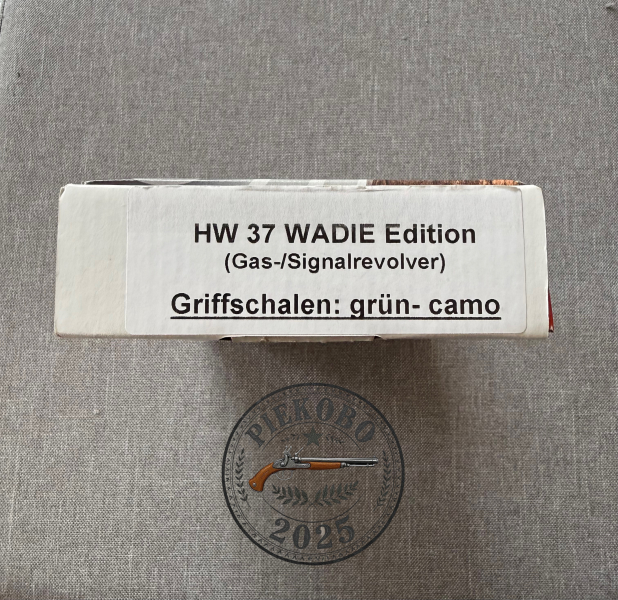 HW 37 WADIE Edition
(Gas-/Signalrevolver)
Griffschalen: grün- camo
PIEKOBO
2025